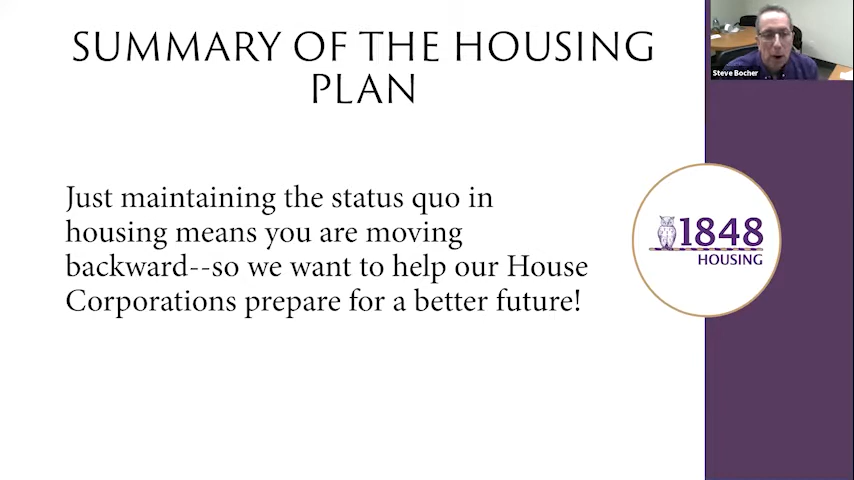 SUMMARY OF THE HOUSING
PLAN
Steve Bocher
Just maintaining the status quo in
housing means you are moving
backward--so we want to help our House
Corporations prepare for a better future!
1848
HOUSING